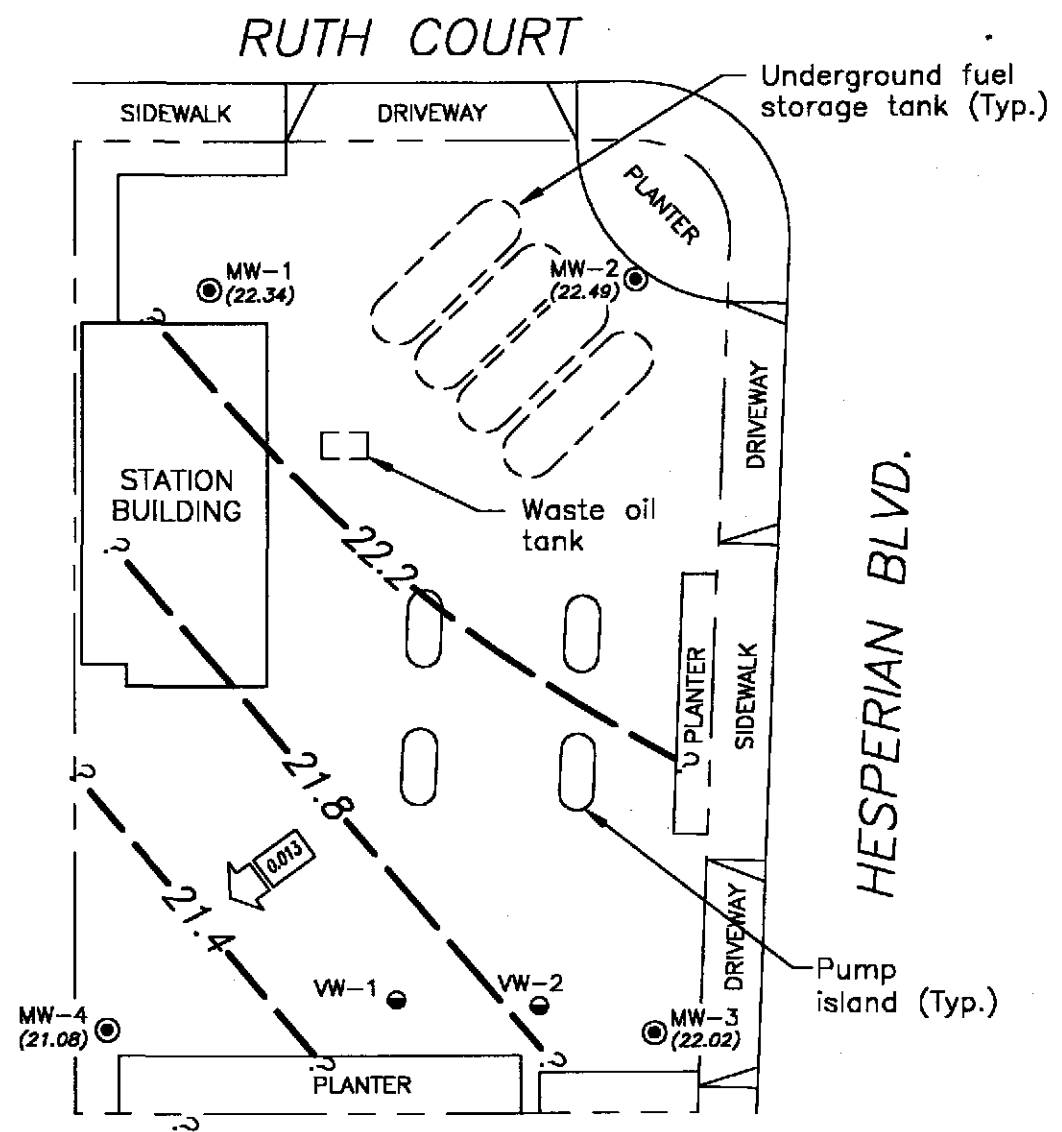 RUTH COURT
Underground fuel
storage tank (Typ.)
SIDEWALK
DRIVEWAY
PLANTER
MW-1
(22.34)
MW-2
(22.49)
?
DRIVEWAY
STATION
BUILDING
Waste oil
tank
22.2
?
HESPERIAN BLVD.
PLANTER
SIDEWALK
?
?
21.8
0.013
21.4
DRIVEWAY
Pump
island (Typ.)
VW-1
VW-2
MW-4
(21.08)
MW-3
(22.02)
?
?
PLANTER
?